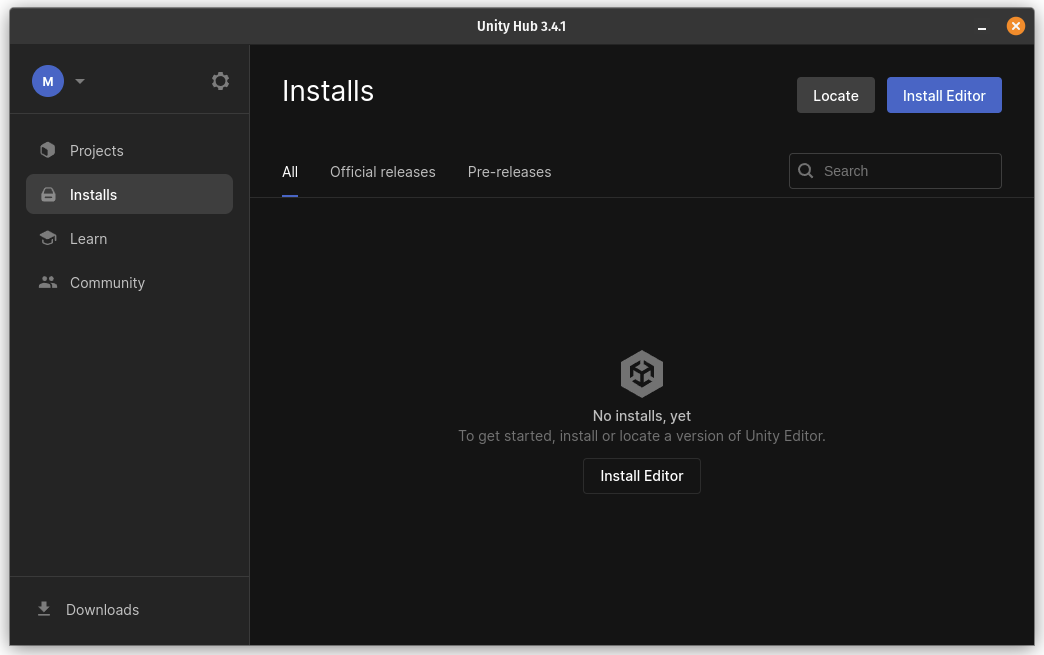 Unity Hub 3.4.1
M
Projects
Installs
Learn
Community
Downloads
Installs
Locate
Install Editor
All
Official releases
Pre-releases
Search
No installs, yet
To get started, install or locate a version of Unity Editor.
Install Editor